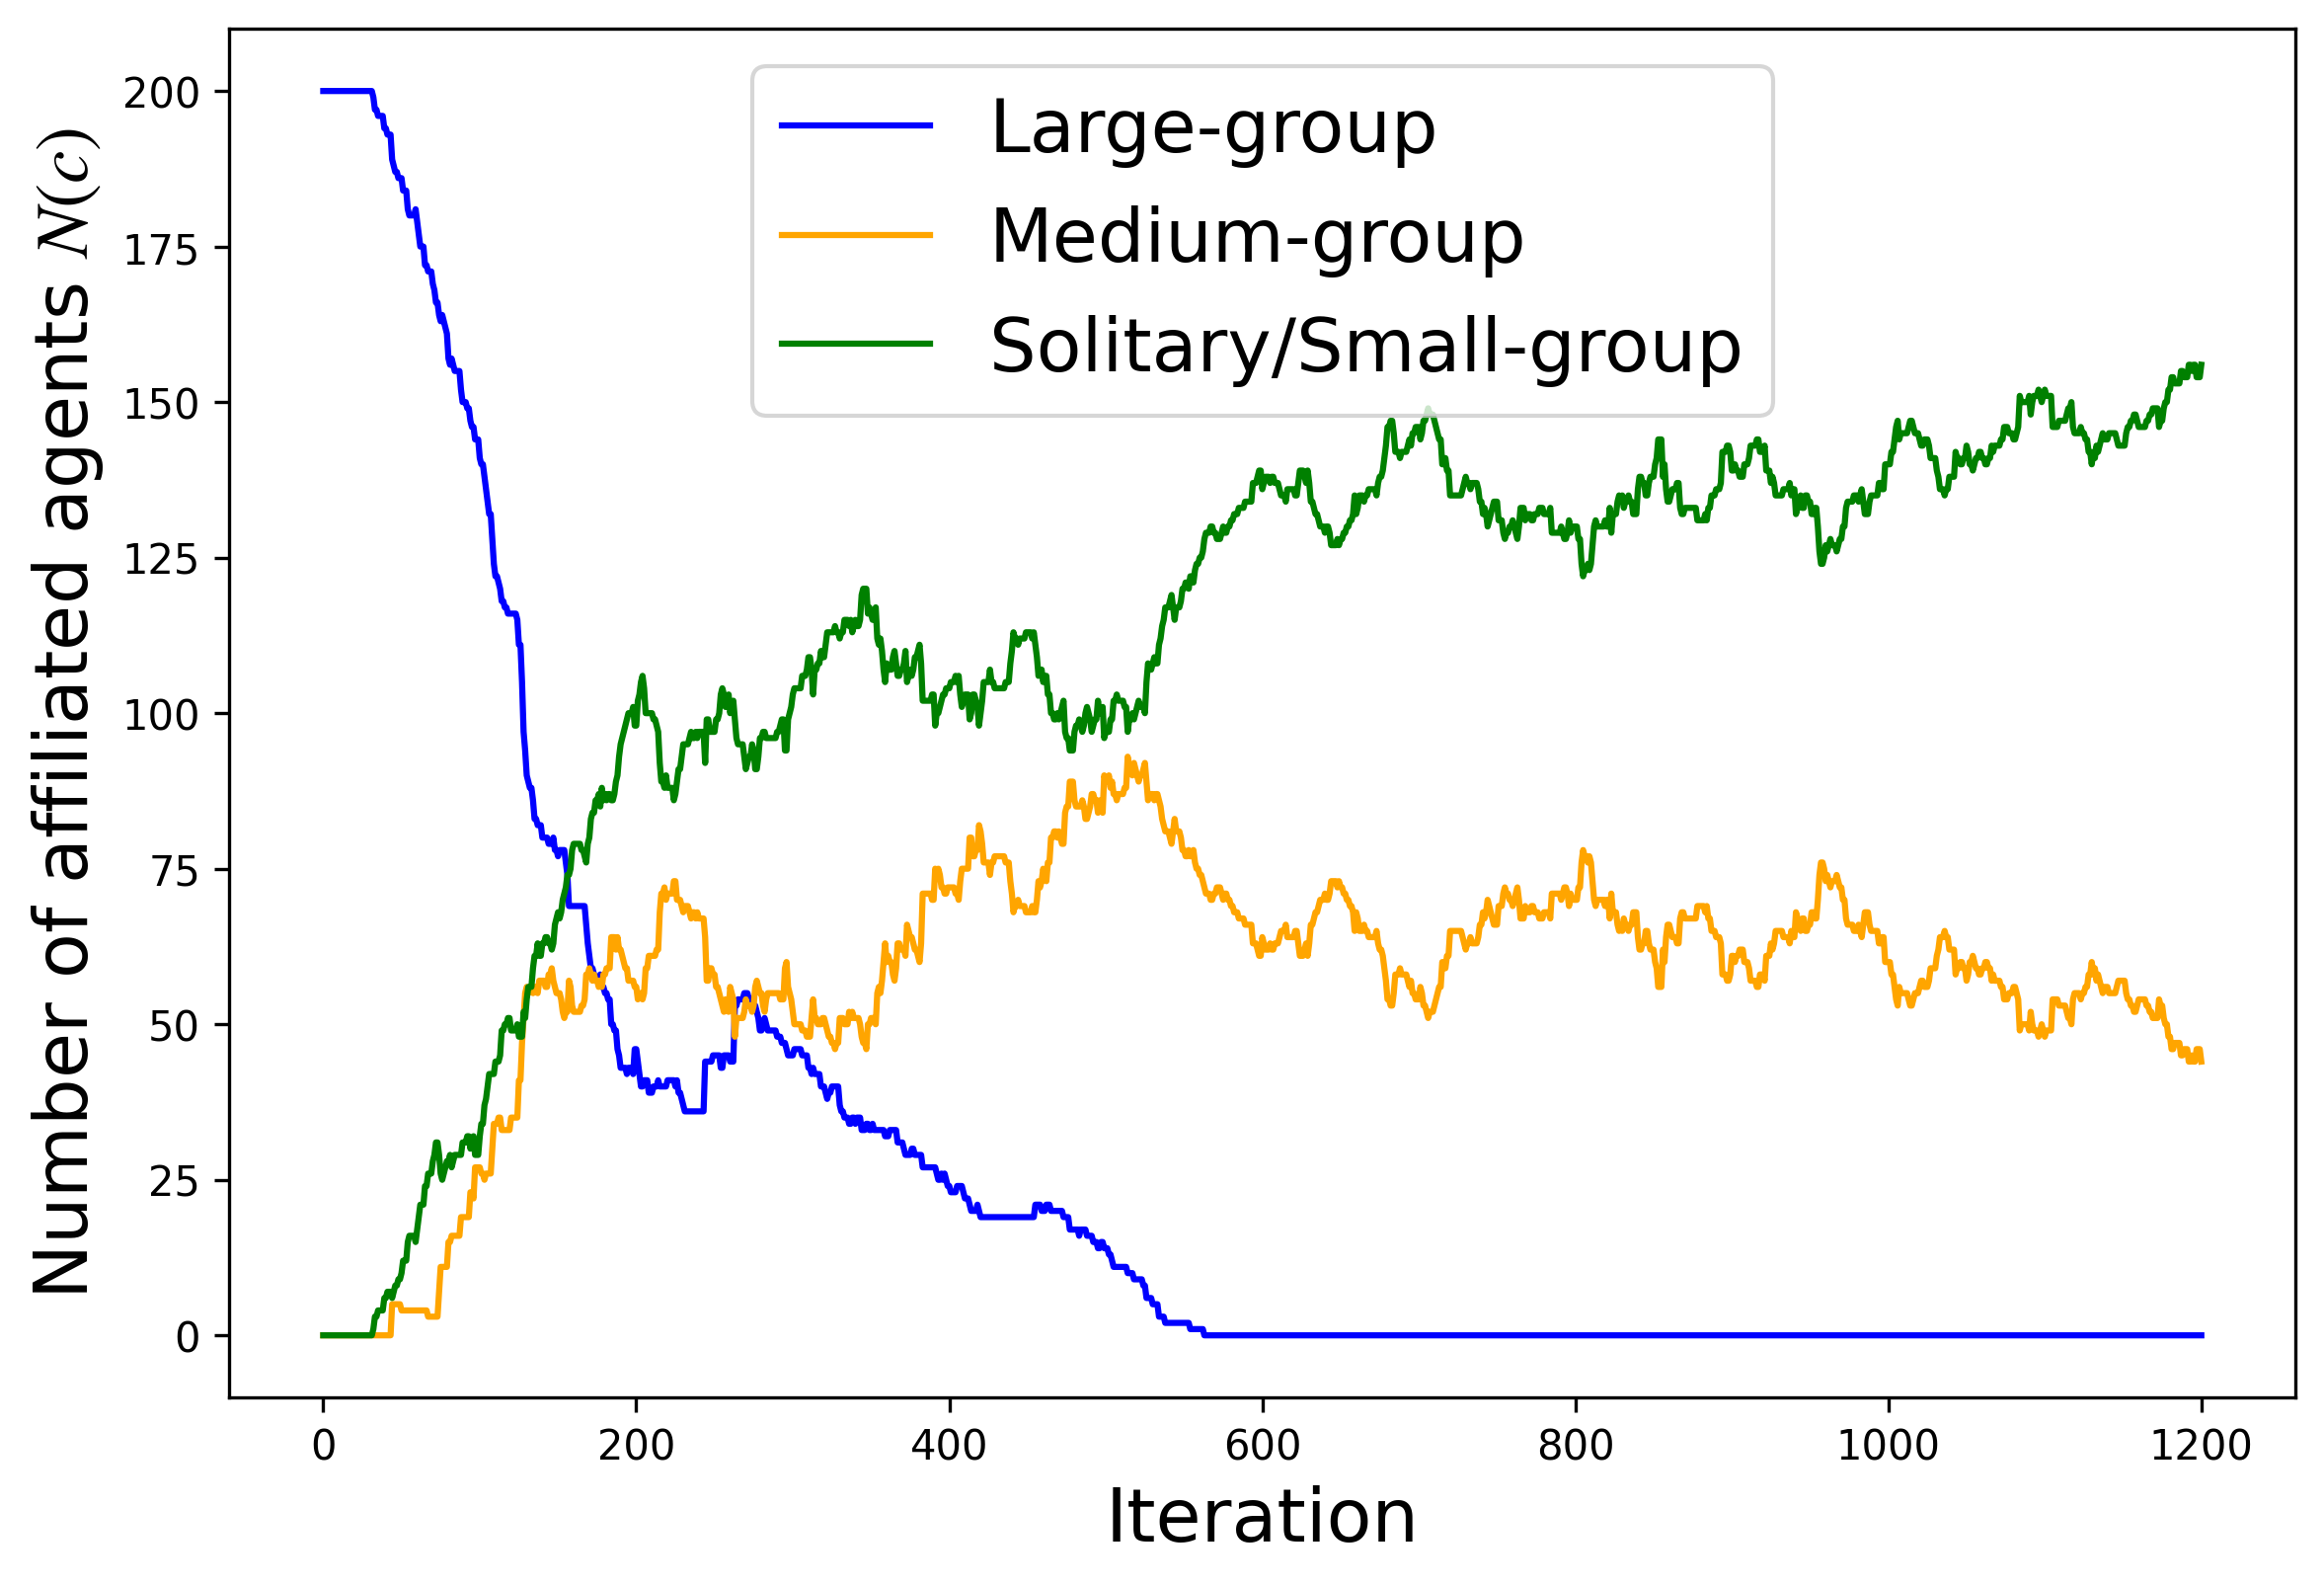 Number of affiliated agents N(c)
200
175
150
125
100
75
50
25
0
Large-group
Medium-group
Solitary/Small-group
0 200 400 600 800 1000 1200
Iteration